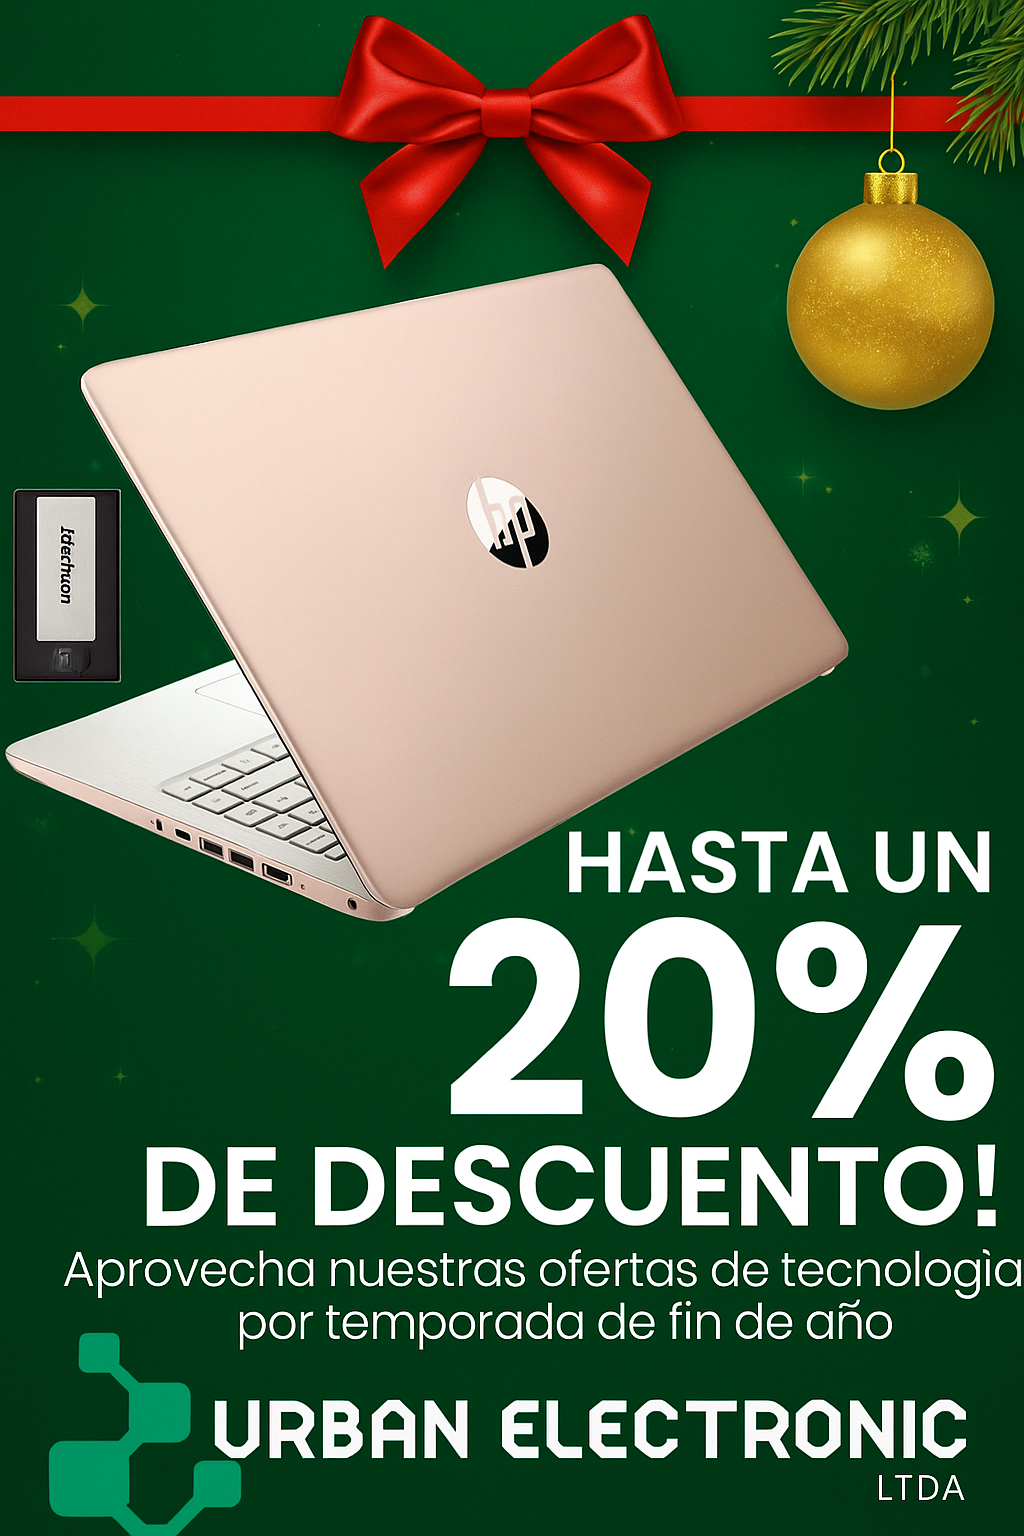 hp
HASTA UN
20%
DE DESCUENTO!
Aprovecha nuestras ofertas de tecnologìa
por temporada de fin de año
URBAN ELECTRONIC
LTDA